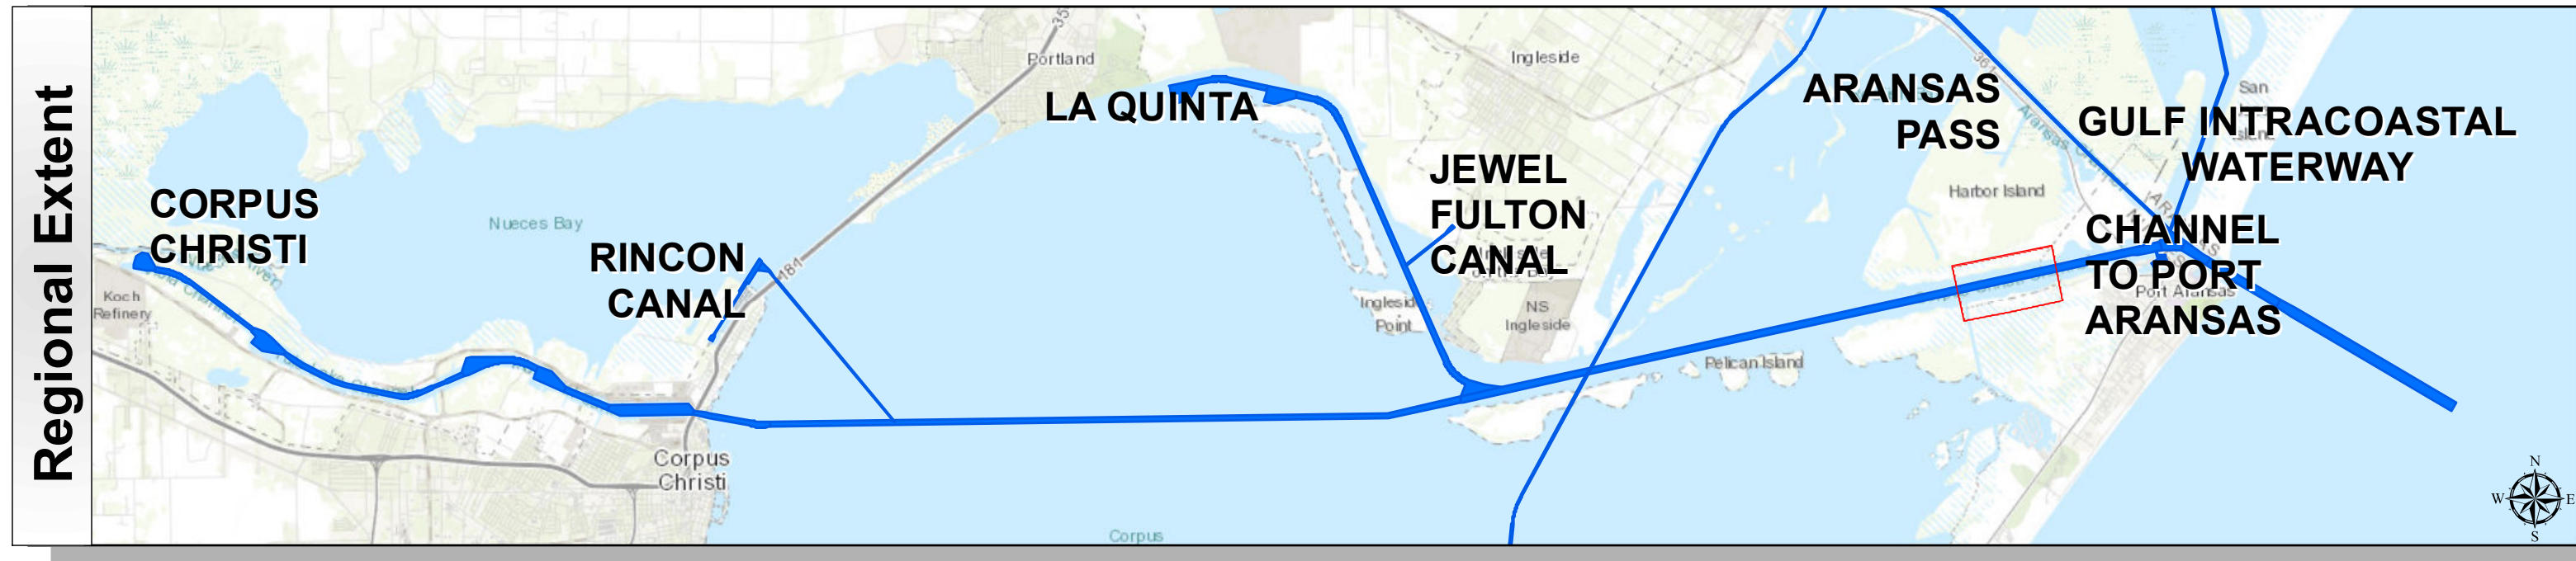 Regional Extent
Portland
35
Ingleside
San
LA QUINTA
ARANSAS
PASS
GULF INTRACOASTAL
WATERWAY
JEWEL
FULTON
CANAL
Harbor Island
CORPUS
CHRISTI
Nueces Bay
RINCON
CANAL
181
361
CHANNEL
TO PORT
ARANSAS
Port Aransas
Koch
Refinery
Ingleside
Point
NS
Ingleside
Pelican Island
Corpus
Christi
Corpus
N
W
E
S